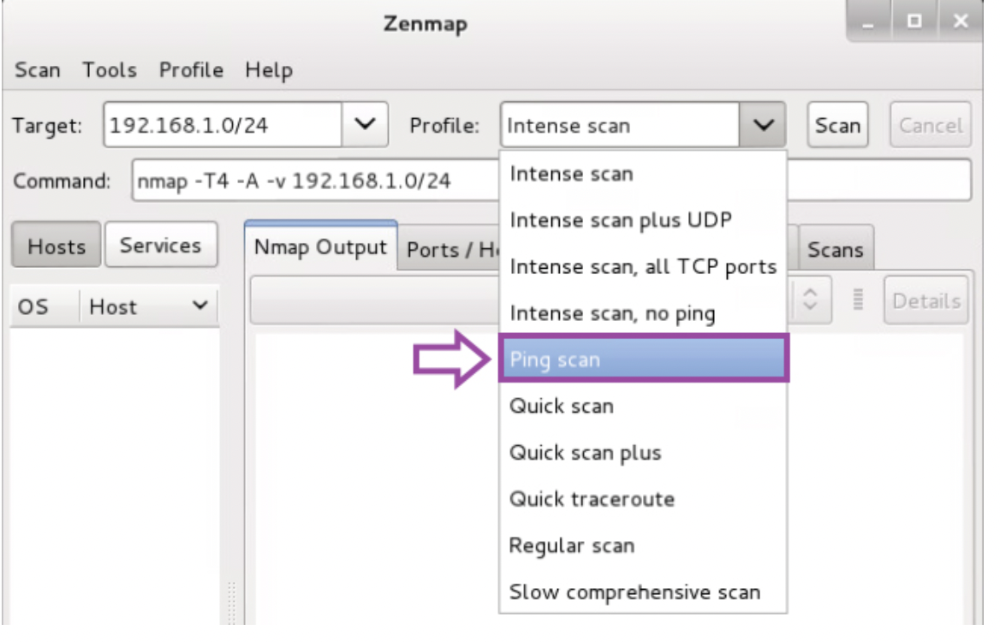 Zenmap
Scan Tools Profile Help
Target: 192.168.1.0/24 Profile: Intense scan Scan Cancel
Command: nmap -T4 -A -v 192.168.1.0/24
Intense scan
Intense scan plus UDP
Intense scan, all TCP ports
Intense scan, no ping
Ping scan
Quick scan
Quick scan plus
Quick traceroute
Regular scan
Slow comprehensive scan
Hosts Services
Nmap Output Ports / Scans
OS Host
Details